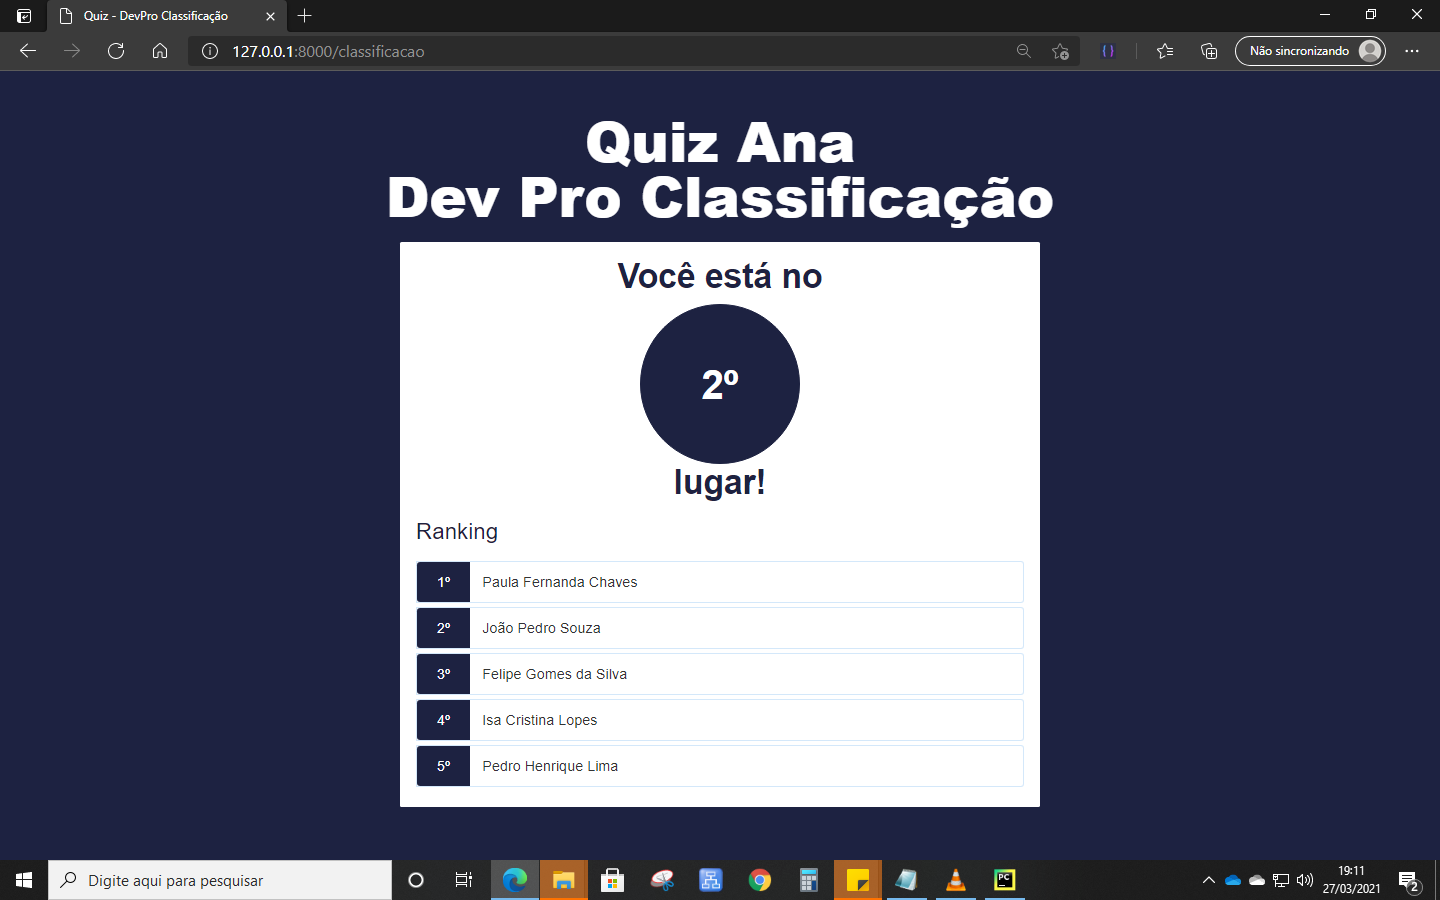 Quiz - DevPro Classificação
127.0.0.1:8000/classificacao
Não sincronizando
Quiz Ana
Dev Pro Classificação
Você está no
2º
lugar!
Ranking
1º Paula Fernanda Chaves
2º João Pedro Souza
3º Felipe Gomes da Silva
4º Isa Cristina Lopes
5º Pedro Henrique Lima
Digite aqui para pesquisar
PC
19:11
27/03/2021
2